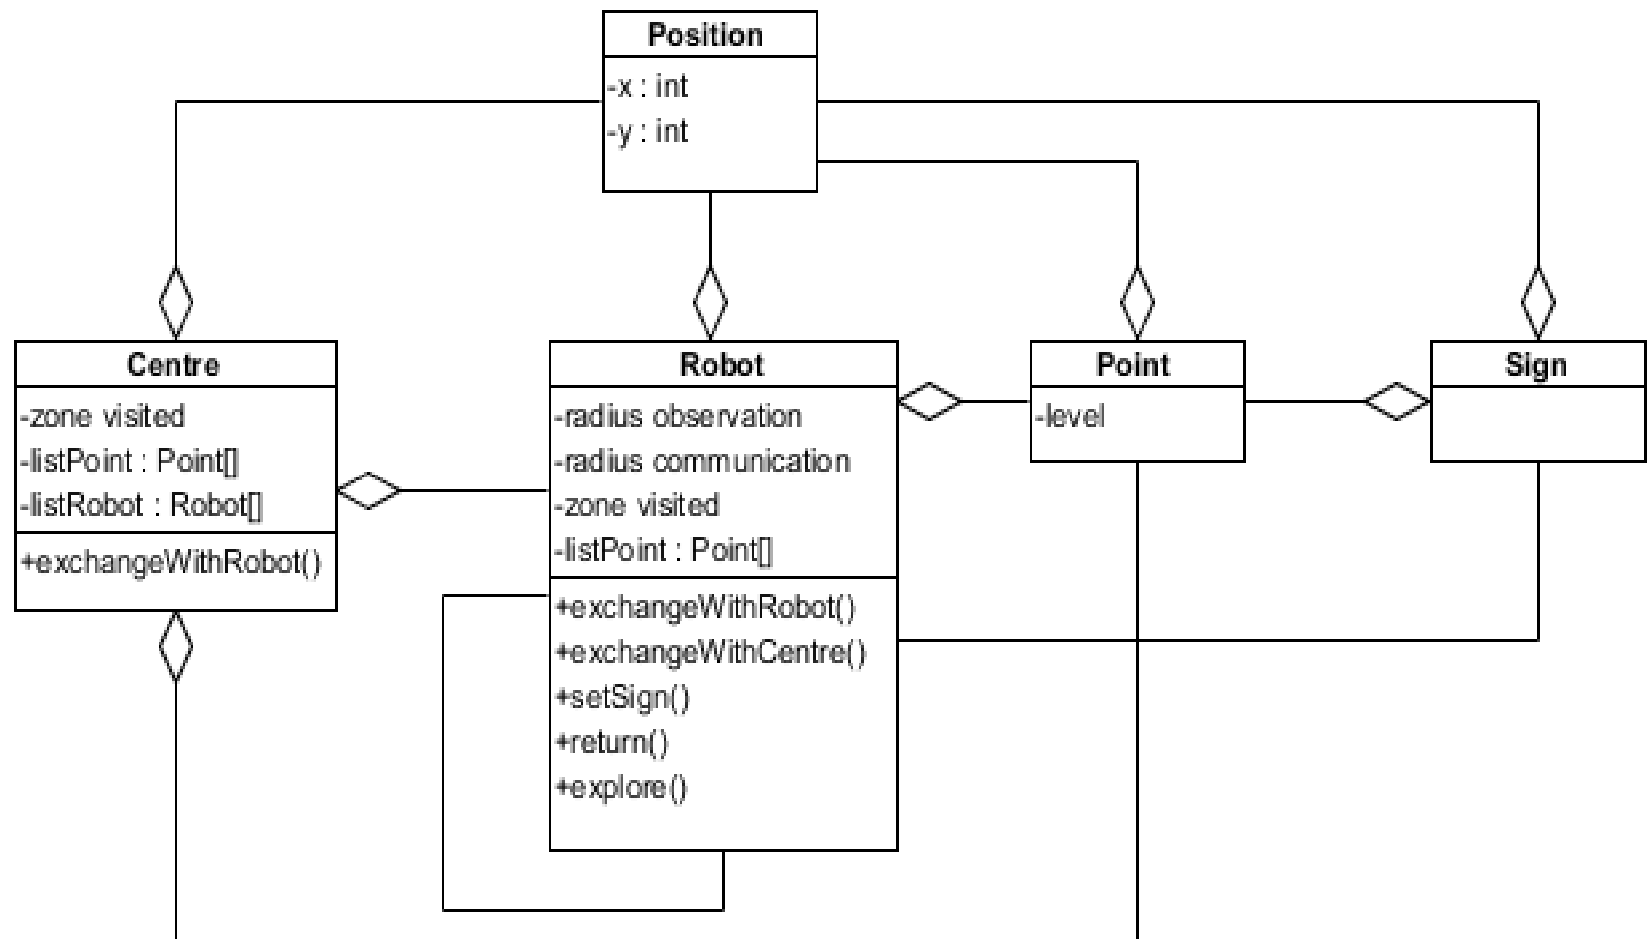 Position
-x : int
-y : int
Centre
-zone visited
-listPoint : Point[]
-listRobot : Robot[]
+exchangeWithRobot()
Robot
-radius observation
-radius communication
-zone visited
-listPoint : Point[]
+exchangeWithRobot()
+exchangeWithCentre()
+setSign()
+return()
+explore()
Point
-level
Sign